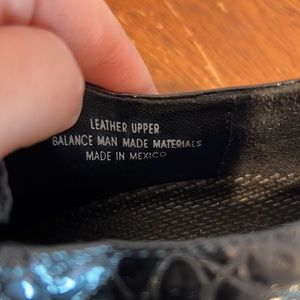 LEATHER UPPER
BALANCE MAN MADE MATERIALS
MADE IN MEXICO